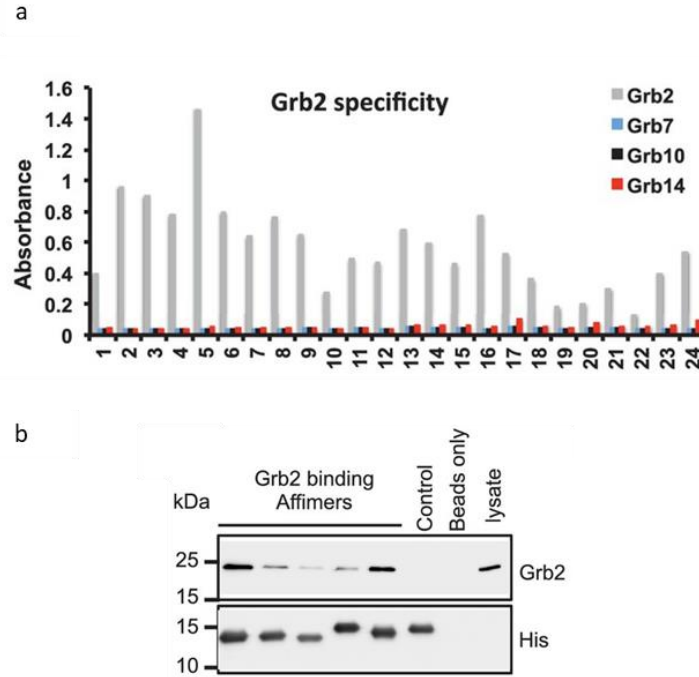 a
Grb2 specificity
Absorbance
1.6
1.4
1.2
1
0.8
0.6
0.4
0.2
0
Grb2
Grb7
Grb10
Grb14
1 2 3 4 5 6 7 8 9 10 11 12 13 14 15 16 17 18 19 20 21 22 23 24
b
kDa
Grb2 binding
Affimers
Control
Beads only
lysate
25
15
Grb2
15
10
His